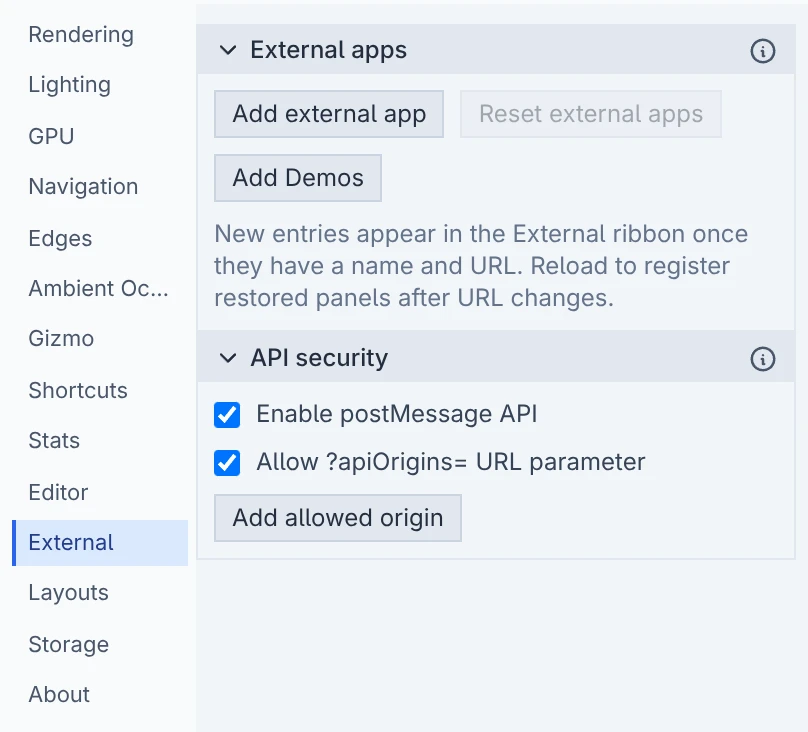 Rendering
Lighting
GPU
Navigation
Edges
Ambient Oc...
Gizmo
Shortcuts
Stats
Editor
External
Layouts
Storage
About
External apps
Add external app
Reset external apps
Add Demos
New entries appear in the External ribbon once
they have a name and URL. Reload to register
restored panels after URL changes.
API security
Enable postMessage API
Allow ?apiOrigins= URL parameter
Add allowed origin